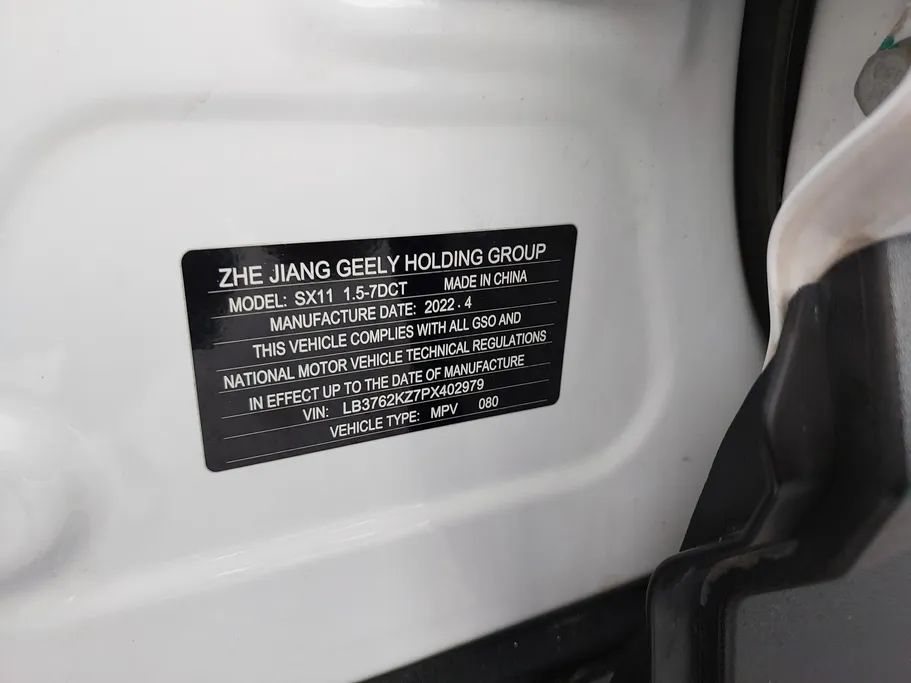 ZHE JIANG GEELY HOLDING GROUP
MODEL: SX11 1.5-7DCT MADE IN CHINA
MANUFACTURE DATE: 2022.4
THIS VEHICLE COMPLIES WITH ALL GSO AND
NATIONAL MOTOR VEHICLE TECHNICAL REGULATIONS
IN EFFECT UP TO THE DATE OF MANUFACTURE
VIN: LB3762KZ7PX402979
VEHICLE TYPE: MPV 080